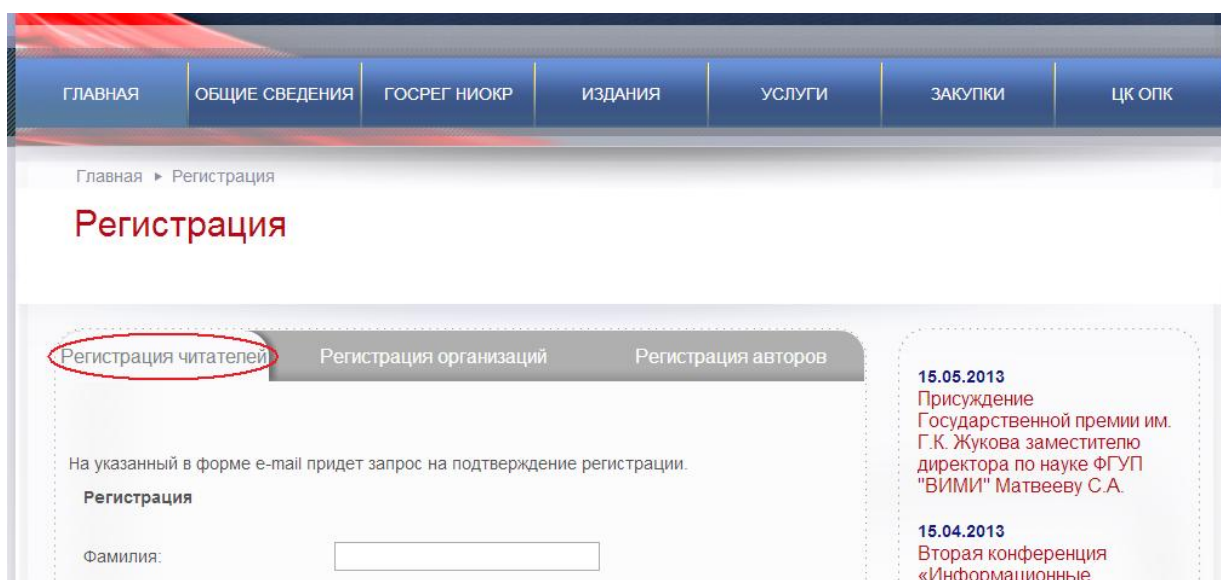 ГЛАВНАЯ
ОБЩИЕ СВЕДЕНИЯ
ГОСРЕГ НИОКР
ИЗДАНИЯ
УСЛУГИ
ЗАКУПКИ
ЦК ОПК
Главная ▸ Регистрация
Регистрация
Регистрация читателей
Регистрация организаций
Регистрация авторов
На указанный в форме e-mail придет запрос на подтверждение регистрации.
Регистрация
Фамилия:
15.05.2013
Присуждение
Государственной премии им.
Г.К. Жукова заместителю
директора по науке ФГУП
"ВИМИ" Матвееву С.А.
15.04.2013
Вторая конференция
«Информационные